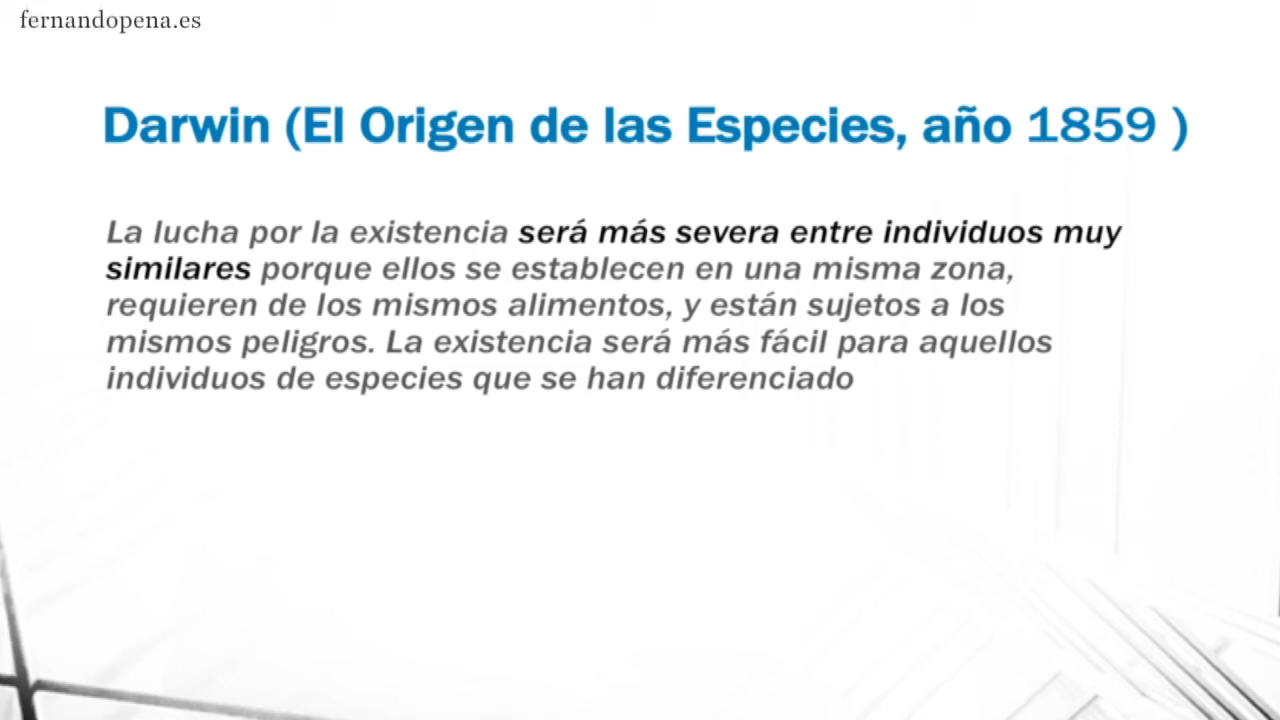 fernandopena.es
Darwin (El Origen de las Especies, año 1859 )
La lucha por la existencia será más severa entre individuos muy
similares porque ellos se establecen en una misma zona,
requieren de los mismos alimentos, y están sujetos a los
mismos peligros. La existencia será más fácil para aquellos
individuos de especies que se han diferenciado